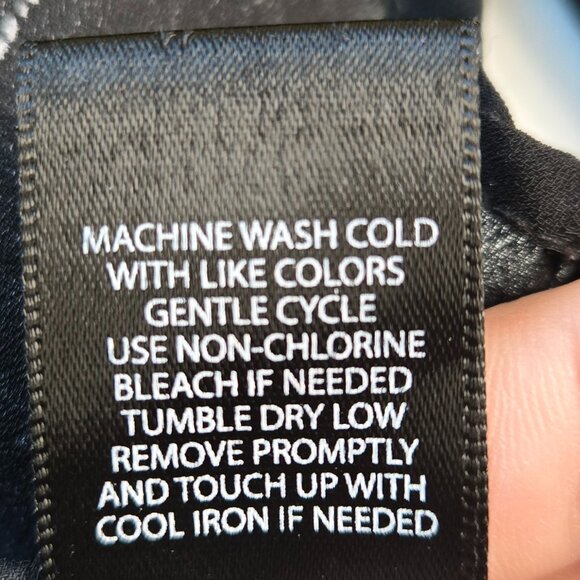 MACHINE WASH COLD
WITH LIKE COLORS
GENTLE CYCLE
USE NON-CHLORINE
BLEACH IF NEEDED
TUMBLE DRY LOW
REMOVE PROMPTLY
AND TOUCH UP WITH
COOL IRON IF NEEDED